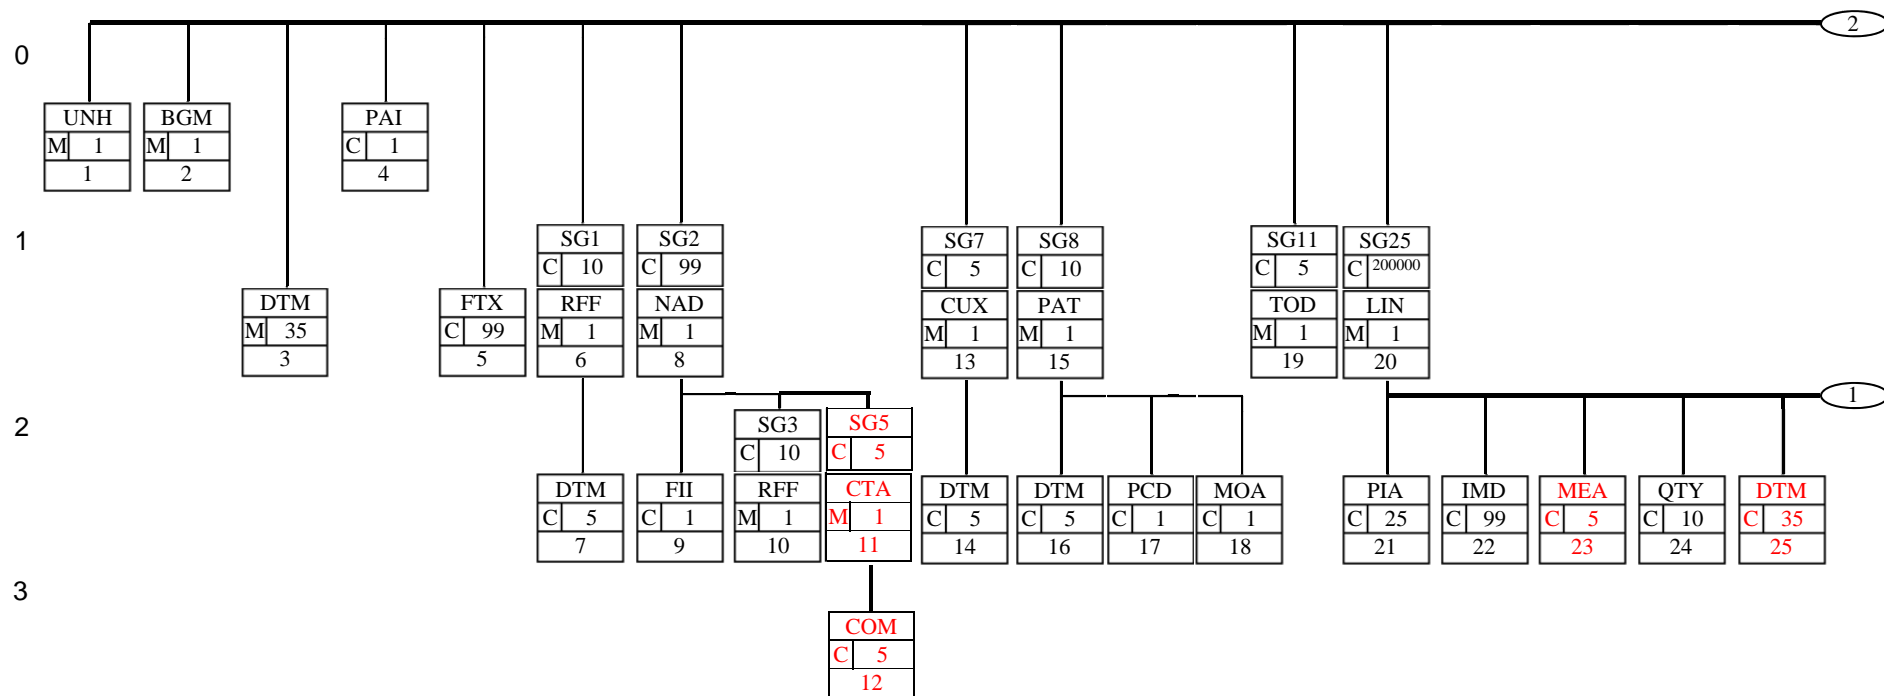 2
0
UNH BGM PAI
M 1 M 1 C 1
1 2 4
1
SG1 SG2 SG7 SG8 SG11 SG25
C 10 C 99 C 5 C 10 C 5 C 200000
DTM FTX RFF NAD CUX PAT TOD LIN
M 35 C 99 M 1 M 1 M 1 M 1 M 1 M 1
3 5 6 8 13 15 19 20
1
2
SG3 SG5
C 10 C 5
DTM FII RFF CTA DTM DTM PCD MOA PIA IMD MEA QTY DTM
C 5 C 1 M 1 M 1 C 5 C 5 C 1 C 1 C 25 C 99 C 5 C 10 C 35
7 9 10 11 14 16 17 18 21 22 23 24 25
3
COM
C 5
12